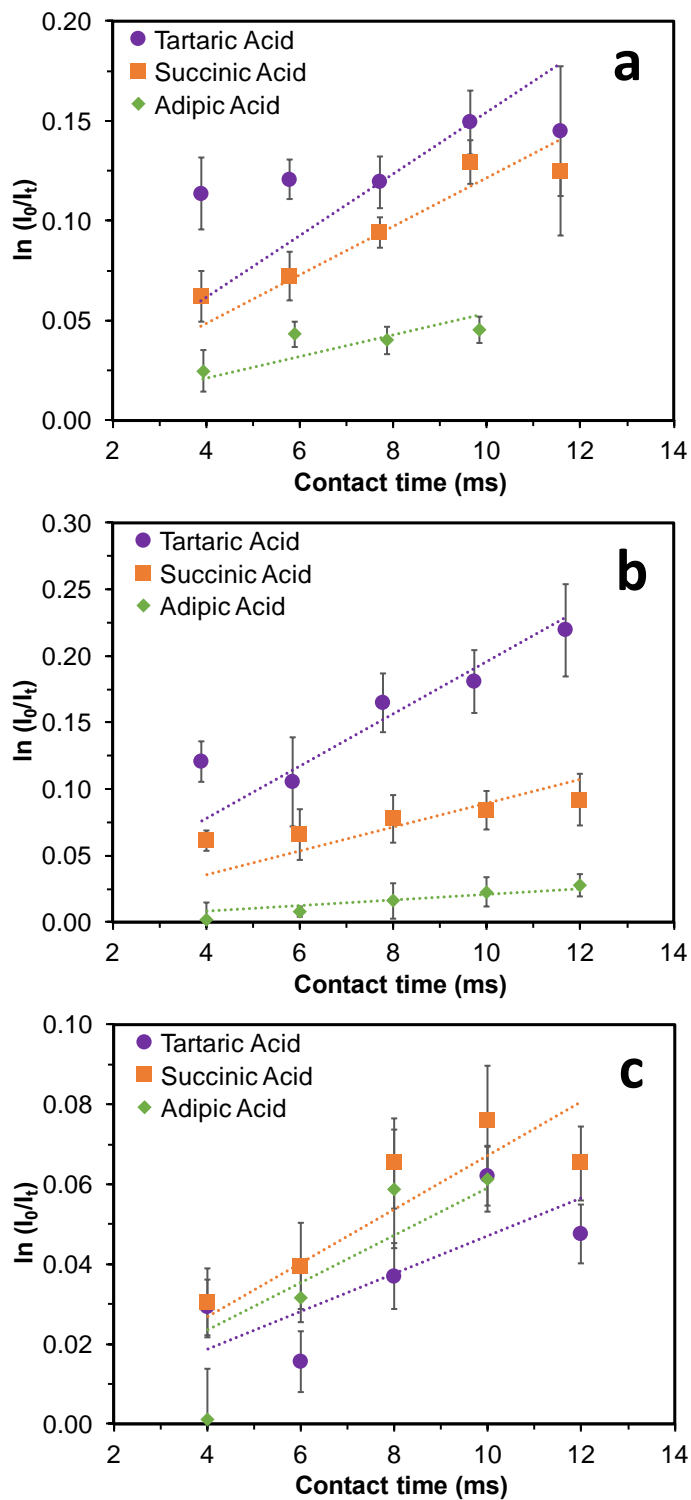 a
Tartaric Acid
Succinic Acid
Adipic Acid
ln (I0/It)
0.20
0.15
0.10
0.05
0.00
2 4 6 8 10 12 14
Contact time (ms)
b
Tartaric Acid
Succinic Acid
Adipic Acid
ln (I0/It)
0.30
0.25
0.20
0.15
0.10
0.05
0.00
2 4 6 8 10 12 14
Contact time (ms)
c
Tartaric Acid
Succinic Acid
Adipic Acid
ln (I0/It)
0.10
0.08
0.06
0.04
0.02
0.00
2 4 6 8 10 12 14
Contact time (ms)